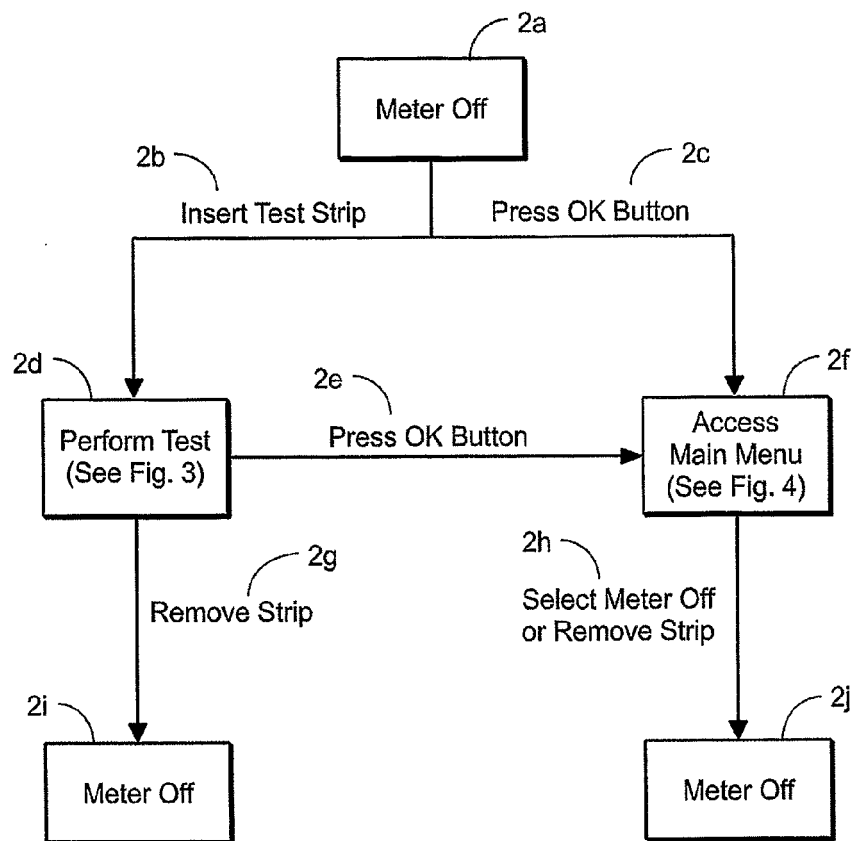 2a
Meter Off
2b
2c
Insert Test Strip
Press OK Button
2d
2e
2f
Perform Test
(See Fig. 3)
Press OK Button
Access
Main Menu
(See Fig. 4)
2g
2h
Remove Strip
Select Meter Off
or Remove Strip
2i
2j
Meter Off
Meter Off